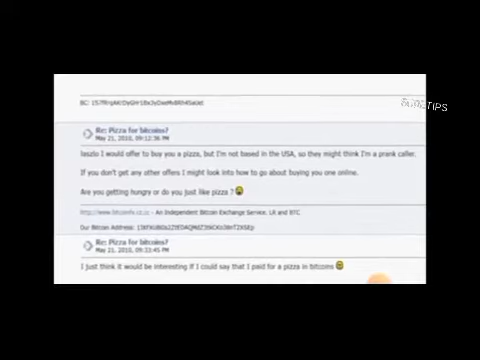 Re: Pizza for bitcoins?
May 21, 2010, 09:12:36 PM
laszlo I would offer to buy you a pizza, but I'm not based in the USA, so they might think I'm a prank caller.
If you don't get any other offers I might look into how to go about buying you one online.
Are you getting hungry or do you just like pizza ?
- An Independent Bitcoin Exchange Service. LR and BTC
Our Bitcoin Address:
Re: Pizza for bitcoins?
May 21, 2010, 09:33:45 PM
I just think it would be interesting if I could say that I paid for a pizza in bitcoins